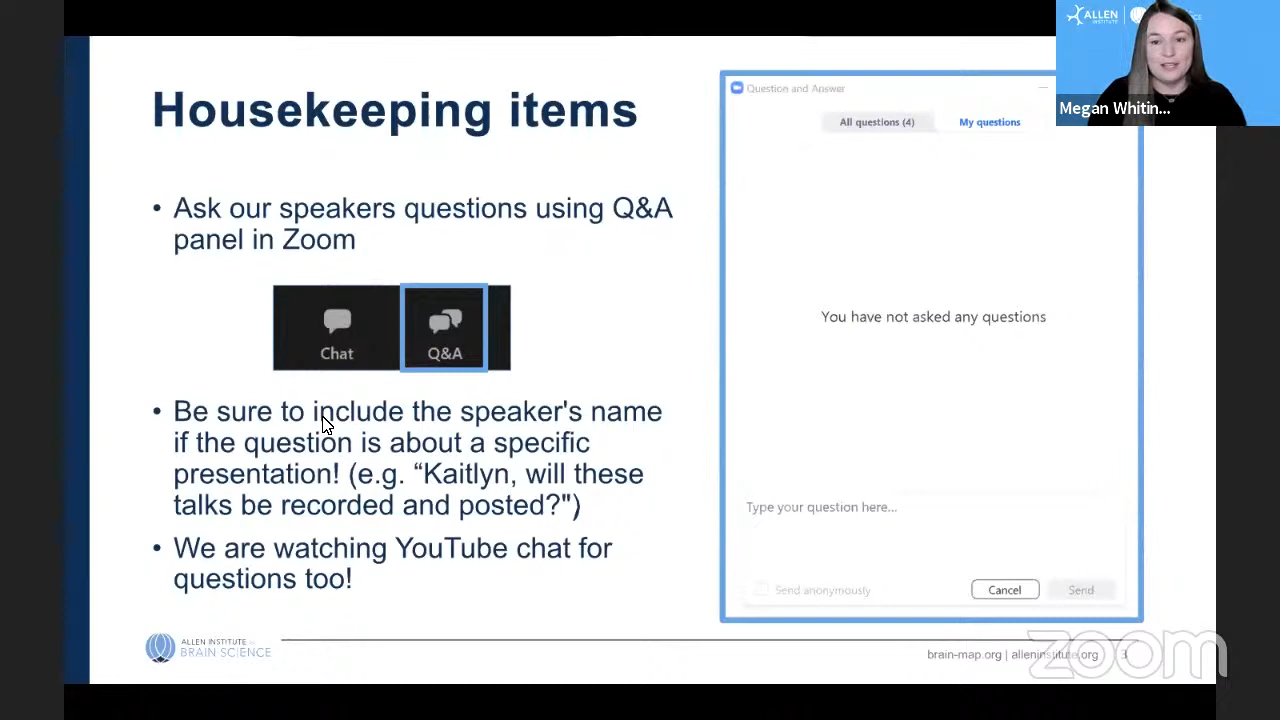 ALLEN
INSTITUTE
Megan Whitin...
Housekeeping items
• Ask our speakers questions using Q&A
panel in Zoom
Chat
Q&A
• Be sure to include the speaker's name
if the question is about a specific
presentation! (e.g. “Kaitlyn, will these
talks be recorded and posted?")
• We are watching YouTube chat for
questions too!
Question and Answer
All questions (4)
My questions
You have not asked any questions
Type your question here...
Send anonymously
Cancel
Send
ALLEN INSTITUTE for
BRAIN SCIENCE
brain-map.org | alleninstitute.org
3
zoom